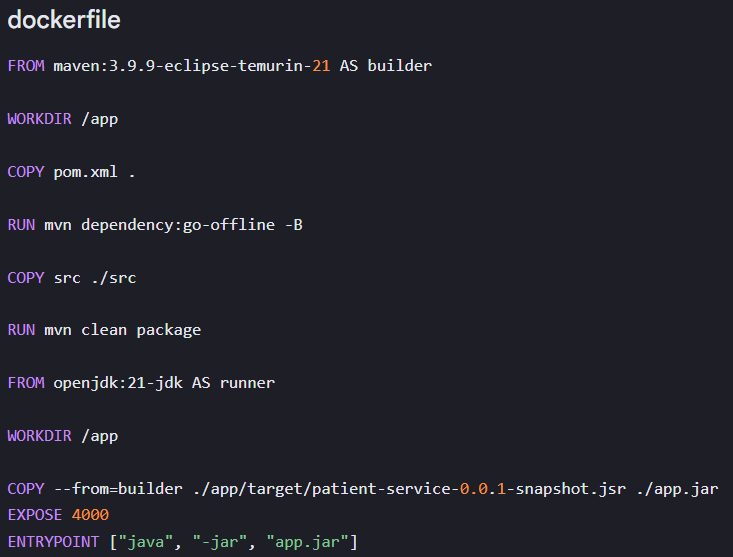 dockerfile
FROM maven:3.9.9-eclipse-temurin-21 AS builder
WORKDIR /app
COPY pom.xml .
RUN mvn dependency:go-offline -B
COPY src ./src
RUN mvn clean package
FROM openjdk:21-jdk AS runner
WORKDIR /app
COPY --from=builder ./app/target/patient-service-0.0.1-snapshot.jsr ./app.jar
EXPOSE 4000
ENTRYPOINT ["java", "-jar", "app.jar"]